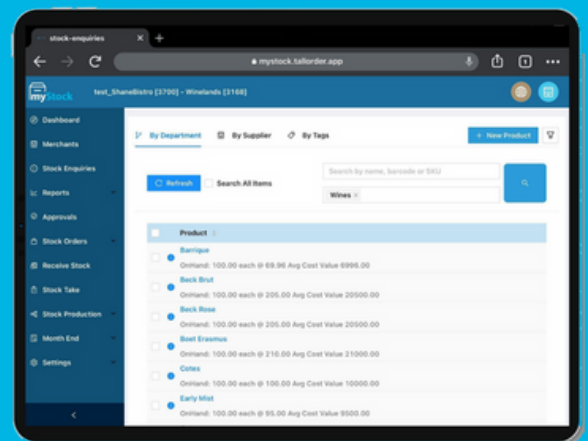 stock-enquiries
mystock.tallorder.app
1
myStock
test_ShaneBistro [3700] - Winelands [3168]
Dashboard
Merchants
Stock Enquiries
Reports
Approvals
Stock Orders
Receive Stock
Stock Take
Stock Production
Month End
Settings
By Department
By Supplier
By Tags
+ New Product
Refresh
Search All Items
Search by name, barcode or SKU
Wines ×
Product
Barrique
OnHand: 100.00 each @ 69.96 Avg Cost Value 6996.00
Beck Brut
OnHand: 100.00 each @ 205.00 Avg Cost Value 20500.00
Beck Rose
OnHand: 100.00 each @ 205.00 Avg Cost Value 20500.00
Boet Erasmus
OnHand: 100.00 each @ 210.00 Avg Cost Value 21000.00
Cotes
OnHand: 100.00 each @ 100.00 Avg Cost Value 10000.00
Early Mist
OnHand: 100.00 each @ 95.00 Avg Cost Value 9500.00